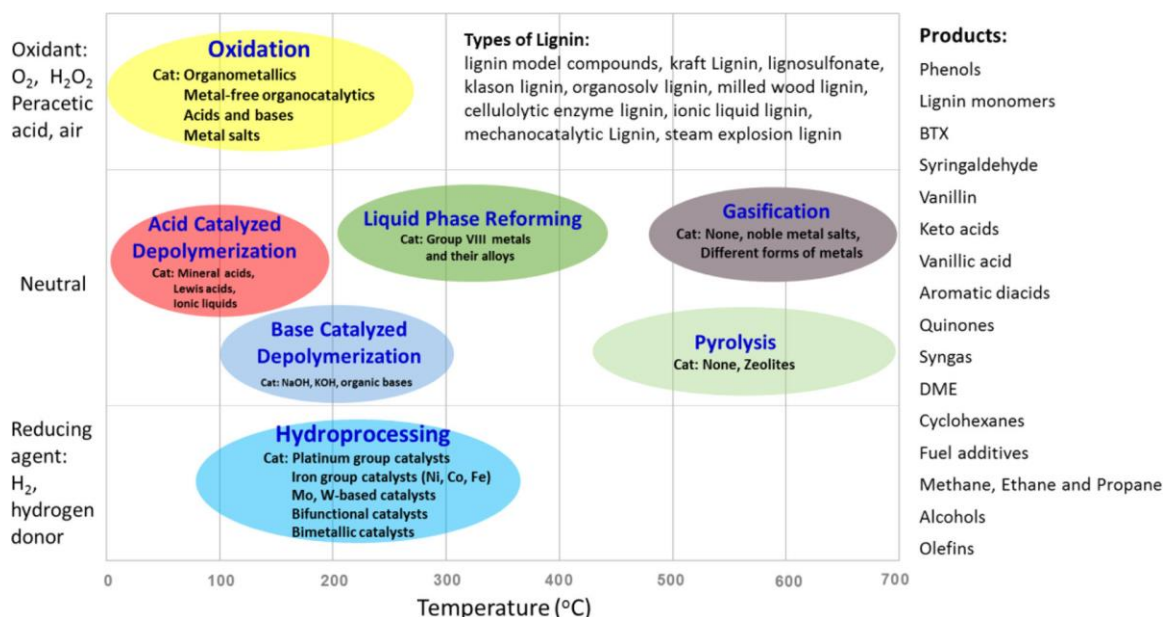 Oxidant:
O₂, H₂O₂
Peracetic
acid, air
Oxidation
Cat: Organometallics
Metal-free organocatalytics
Acids and bases
Metal salts
Types of Lignin:
lignin model compounds, kraft Lignin, lignosulfonate,
klason lignin, organosolv lignin, milled wood lignin,
cellulolytic enzyme lignin, ionic liquid lignin,
mechanocatalytic Lignin, steam explosion lignin
Neutral
Acid Catalyzed
Depolymerization
Cat: Mineral acids,
Lewis acids,
Ionic liquids
Liquid Phase Reforming
Cat: Group VIII metals
and their alloys
Gasification
Cat: None, noble metal salts,
Different forms of metals
Base Catalyzed
Depolymerization
Cat: NaOH, KOH, organic bases
Pyrolysis
Cat: None, Zeolites
Reducing
agent:
H₂,
hydrogen
donor
Hydroprocessing
Cat: Platinum group catalysts
Iron group catalysts (Ni, Co, Fe)
Mo, W-based catalysts
Bifunctional catalysts
Bimetallic catalysts
0 100 200 300 400 500 600 700
Temperature (°C)
Products:
Phenols
Lignin monomers
BTX
Syringaldehyde
Vanillin
Keto acids
Vanillic acid
Aromatic diacids
Quinones
Syngas
DME
Cyclohexanes
Fuel additives
Methane, Ethane and Propane
Alcohols
Olefins